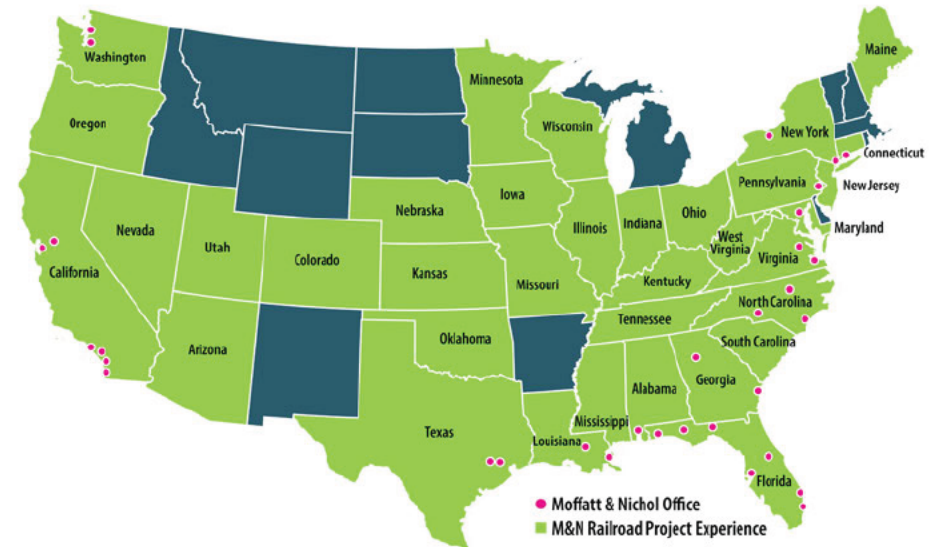 Washington
Maine
Minnesota
Oregon
Wisconsin
New York
Connecticut
Pennsylvania
New Jersey
Iowa
Nebraska
Maryland
Nevada
Utah
Colorado
Illinois
Indiana
Ohio
West
Virginia
Virginia
California
Kansas
Missouri
Kentucky
North Carolina
Tennessee
Oklahoma
Arizona
South Carolina
Georgia
Alabama
Mississippi
Texas
Louisiana
Florida
Moffatt & Nichol Office
M&N Railroad Project Experience